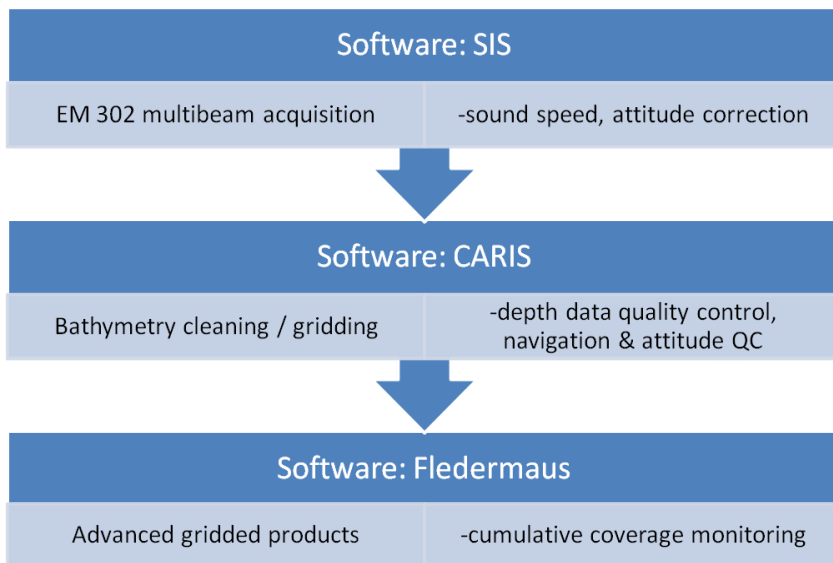 Software: SIS
EM 302 multibeam acquisition
-sound speed, attitude correction
Software: CARIS
Bathymetry cleaning / gridding
-depth data quality control,
navigation & attitude QC
Software: Fledermaus
Advanced gridded products
-cumulative coverage monitoring